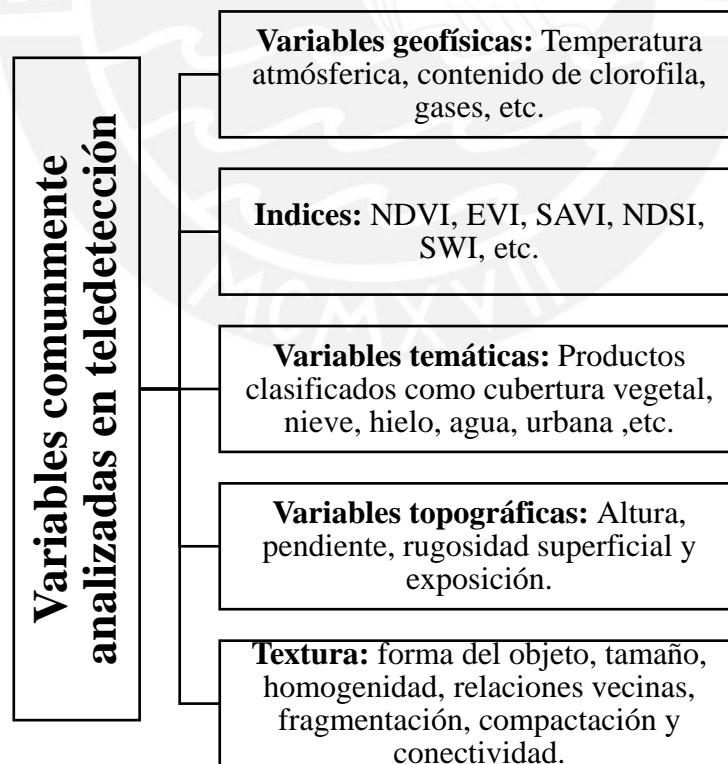 Variables comunmente
analizadas en teledetección
Variables geofísicas: Temperatura
atmósferica, contenido de clorofila,
gases, etc.
Indices: NDVI, EVI, SAVI, NDSI,
SWI, etc.
MCMXVII
Variables temáticas: Productos
clasificados como cubertura vegetal,
nieve, hielo, agua, urbana ,etc.
Variables topográficas: Altura,
pendiente, rugosidad superficial y
exposición.
Textura: forma del objeto, tamaño,
homogenidad, relaciones vecinas,
fragmentación, compactación y
conectividad.